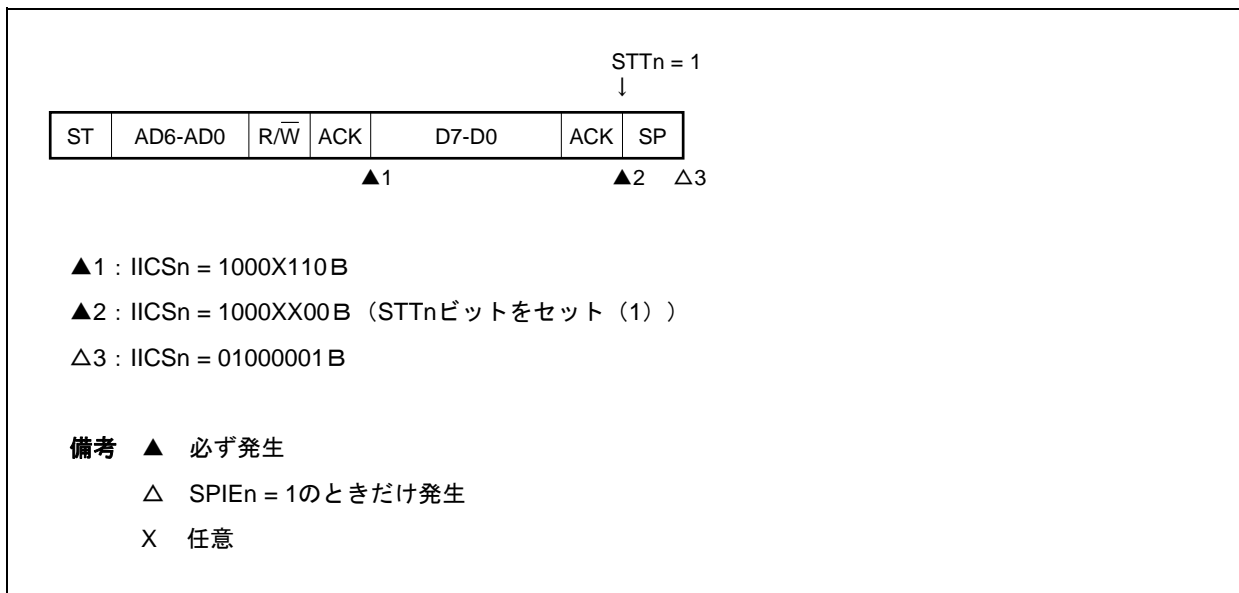 STTn = 1
↓
ST AD6-AD0 R/W̅ ACK D7-D0 ACK SP
▲1 ▲2 △3
▲1：IICSn = 1000X110B
▲2：IICSn = 1000XX00B（STTnビットをセット（1））
△3：IICSn = 01000001B
備考 ▲ 必ず発生
△ SPIEn = 1のときだけ発生
X 任意